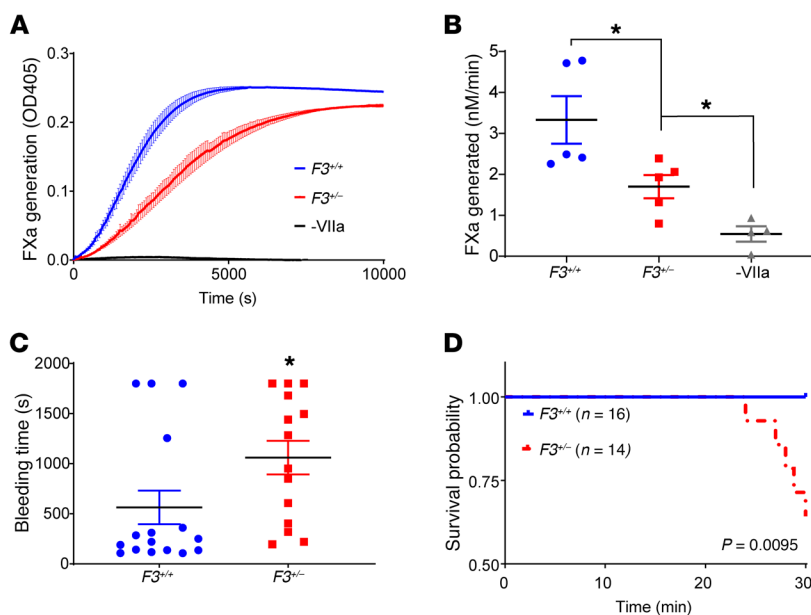 A
FXa generation (OD405)
0.3
0.2
0.1
0.0
0
5000
10000
Time (s)
F3+/+
F3+/−
-VIIa
B
FXa generated (nM/min)
5
4
3
2
1
0
*
*
F3+/+
F3+/−
-VIIa
C
Bleeding time (s)
2000
1500
1000
500
0
*
F3+/+
F3+/−
D
Survival probability
1.00
0.75
0.50
F3+/+ (n = 16)
F3+/− (n = 14)
P = 0.0095
0
10
20
30
Time (min)